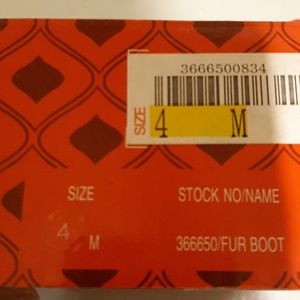 3666500834
SIZE 4 M
SIZE STOCK NO/NAME
4 M 366650/FUR BOOT